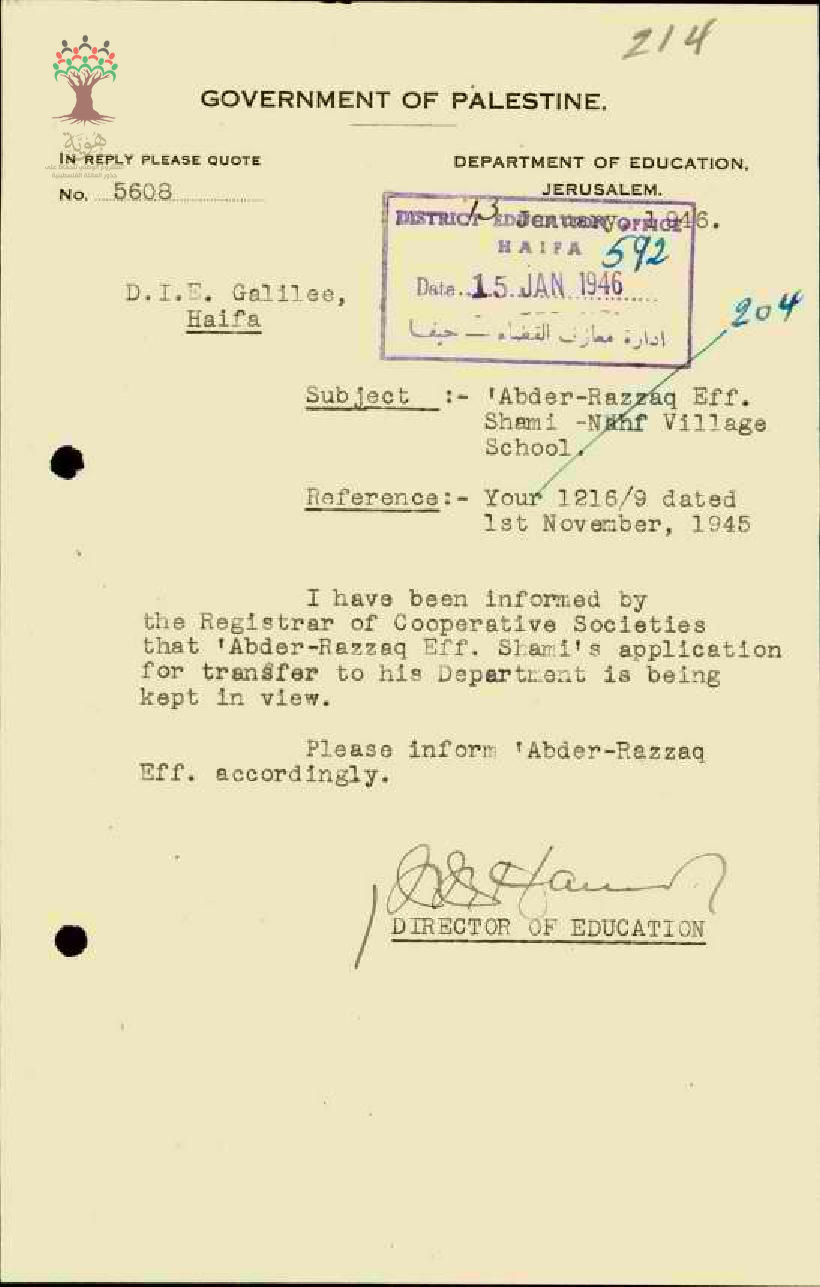 214
هوية
GOVERNMENT OF PALESTINE.
IN REPLY PLEASE QUOTE
No. 5608
DEPARTMENT OF EDUCATION,
JERUSALEM.
13 January, 1946.
DISTRICT EDUCATION OFFICE
HAIFA
592
Date 15 JAN 1946
ادارة معارف القضاء — حيفا
D.I.E. Galilee,
Haifa
204
Subject :- 'Abder-Razzaq Eff.
Shami -Nahf Village
School.
Reference:- Your 1216/9 dated
1st November, 1945
I have been informed by
the Registrar of Cooperative Societies
that 'Abder-Razzaq Eff. Shami's application
for transfer to his Department is being
kept in view.
Please inform 'Abder-Razzaq
Eff. accordingly.
DIRECTOR OF EDUCATION